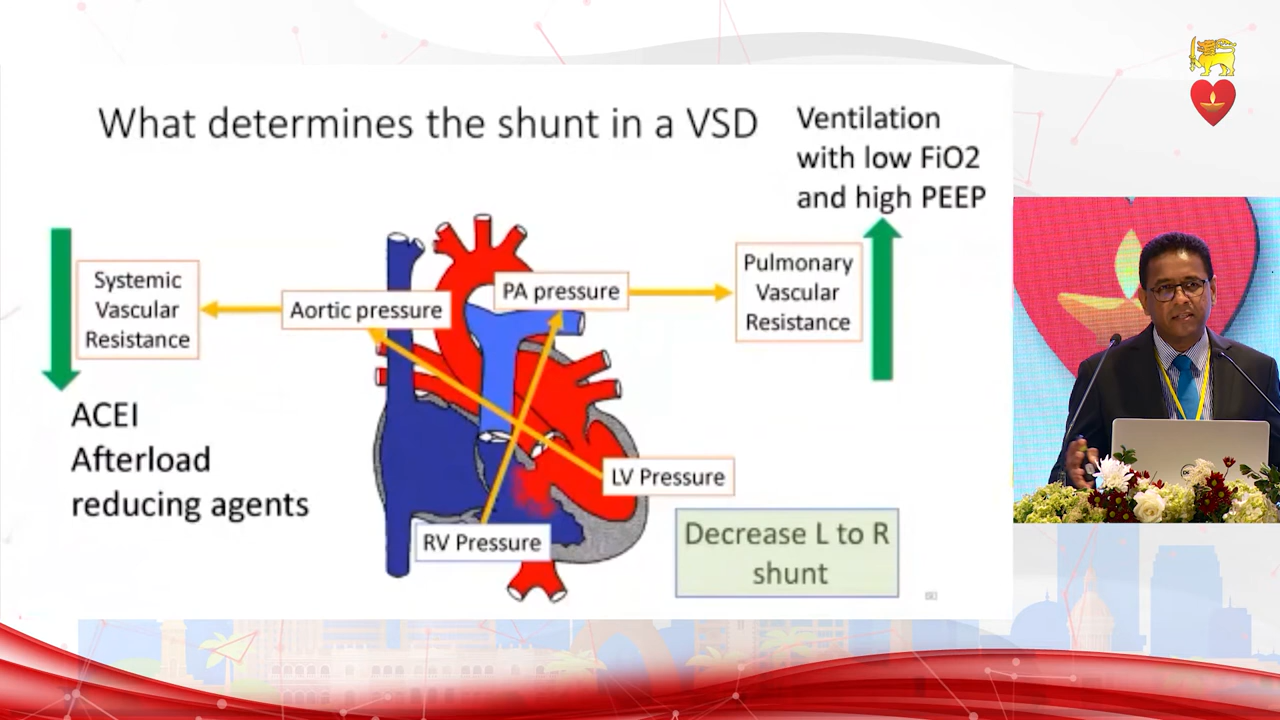 What determines the shunt in a VSD
Ventilation
with low FiO2
and high PEEP
Systemic
Vascular
Resistance
Aortic pressure
PA pressure
Pulmonary
Vascular
Resistance
ACEI
Afterload
reducing agents
LV Pressure
RV Pressure
Decrease L to R
shunt